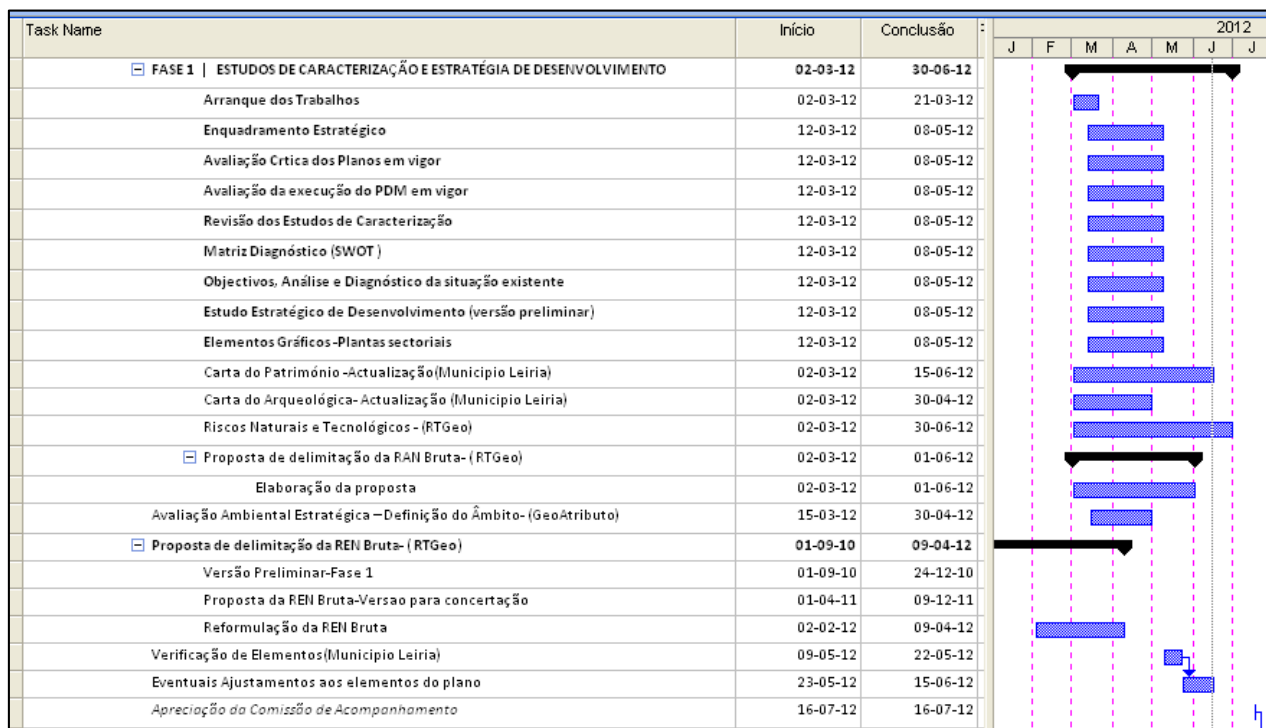 Task Name Início Conclusão 2012
J F M A M J J
FASE 1 | ESTUDOS DE CARACTERIZAÇÃO E ESTRATÉGIA DE DESENVOLVIMENTO 02-03-12 30-06-12
Arranque dos Trabalhos 02-03-12 21-03-12
Enquadramento Estratégico 12-03-12 08-05-12
Avaliação Crtica dos Planos em vigor 12-03-12 08-05-12
Avaliação da execução do PDM em vigor 12-03-12 08-05-12
Revisão dos Estudos de Caracterização 12-03-12 08-05-12
Matriz Diagnóstico (SWOT ) 12-03-12 08-05-12
Objectivos, Análise e Diagnóstico da situação existente 12-03-12 08-05-12
Estudo Estratégico de Desenvolvimento (versão preliminar) 12-03-12 08-05-12
Elementos Gráficos -Plantas sectoriais 12-03-12 08-05-12
Carta do Património -Actualização(Municipio Leiria) 02-03-12 15-06-12
Carta do Arqueológica- Actualização (Municipio Leiria) 02-03-12 30-04-12
Riscos Naturais e Tecnológicos - (RTGeo) 02-03-12 30-06-12
Proposta de delimitação da RAN Bruta- ( RTGeo) 02-03-12 01-06-12
Elaboração da proposta 02-03-12 01-06-12
Avaliação Ambiental Estratégica –Definição do Âmbito- (GeoAtributo) 15-03-12 30-04-12
Proposta de delimitação da REN Bruta- ( RTGeo) 01-09-10 09-04-12
Versão Preliminar-Fase 1 01-09-10 24-12-10
Proposta da REN Bruta-Versao para concertação 01-04-11 09-12-11
Reformulação da REN Bruta 02-02-12 09-04-12
Verificação de Elementos(Municipio Leiria) 09-05-12 22-05-12
Eventuais Ajustamentos aos elementos do plano 23-05-12 15-06-12
Apreciação da Comissão de Acompanhamento 16-07-12 16-07-12